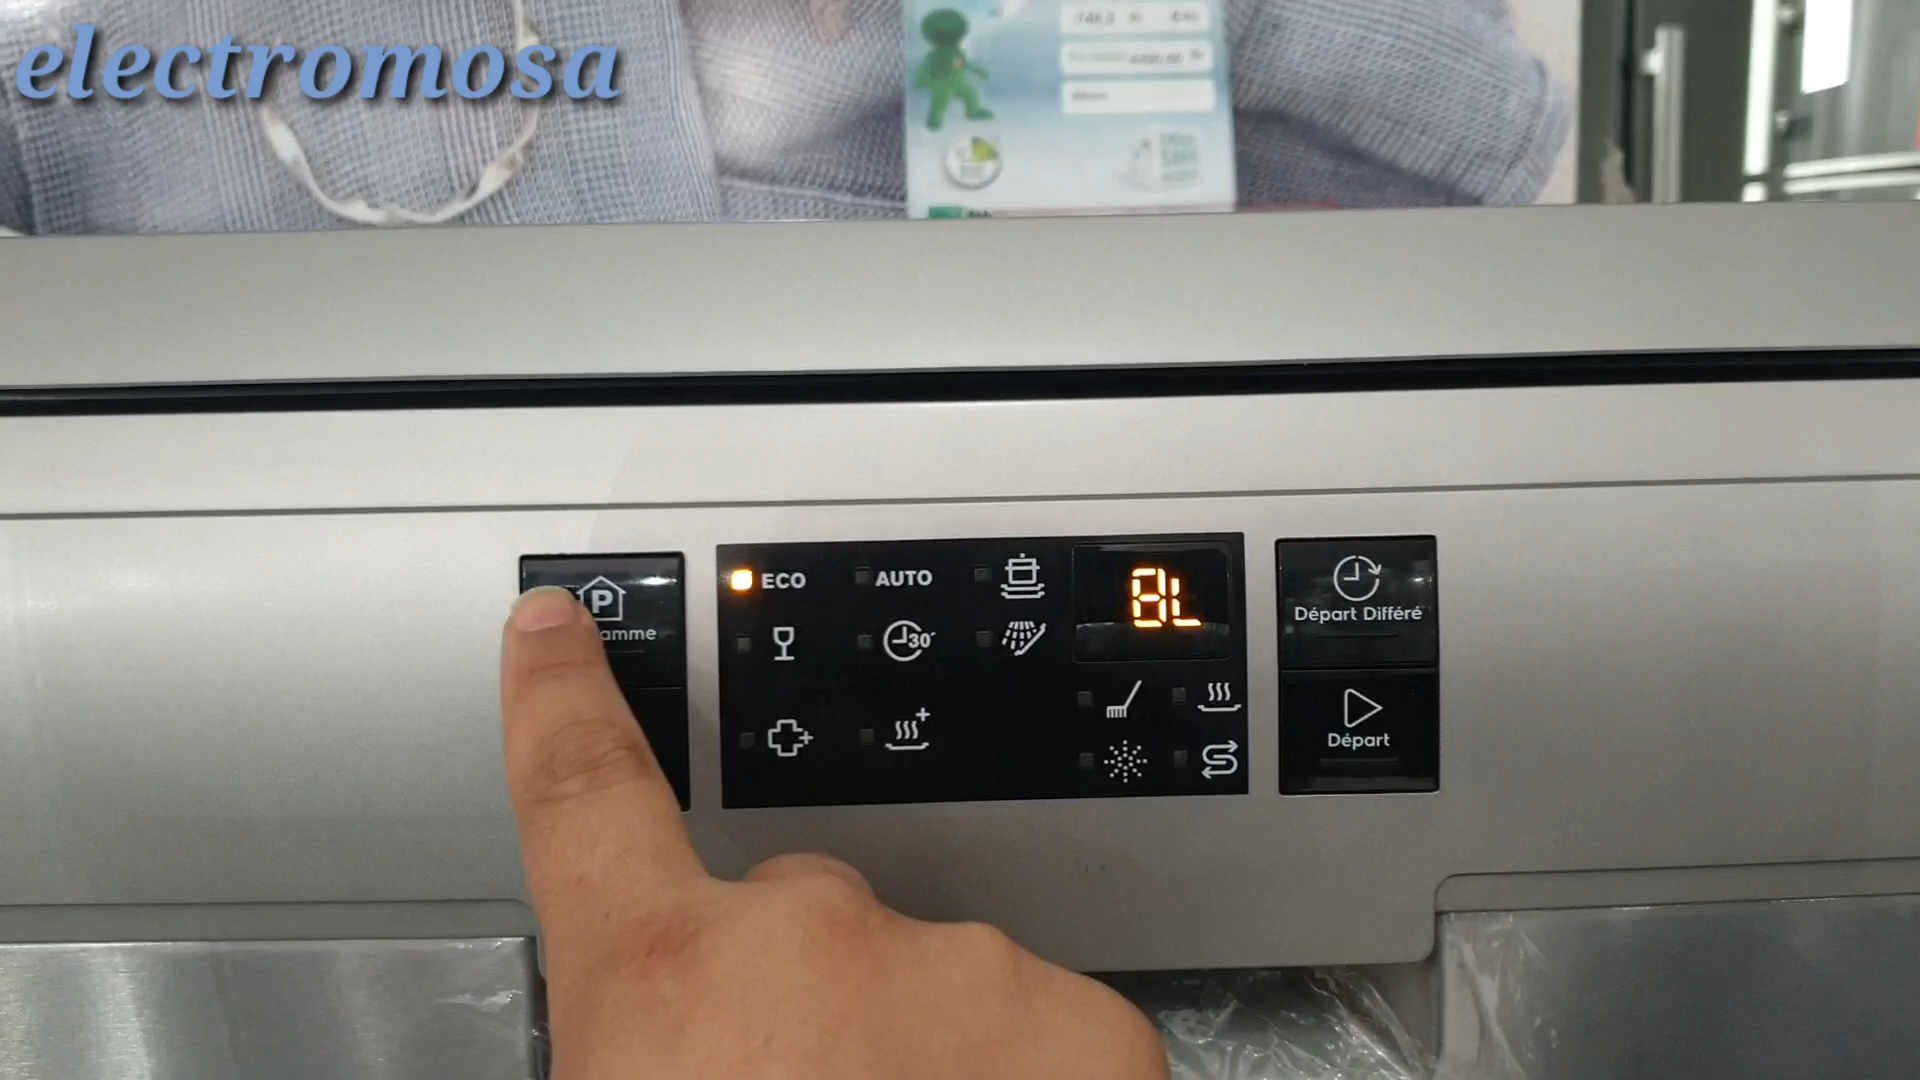 electromosa
P
amme
ECO
AUTO
30'
8L
Départ Différé
Départ